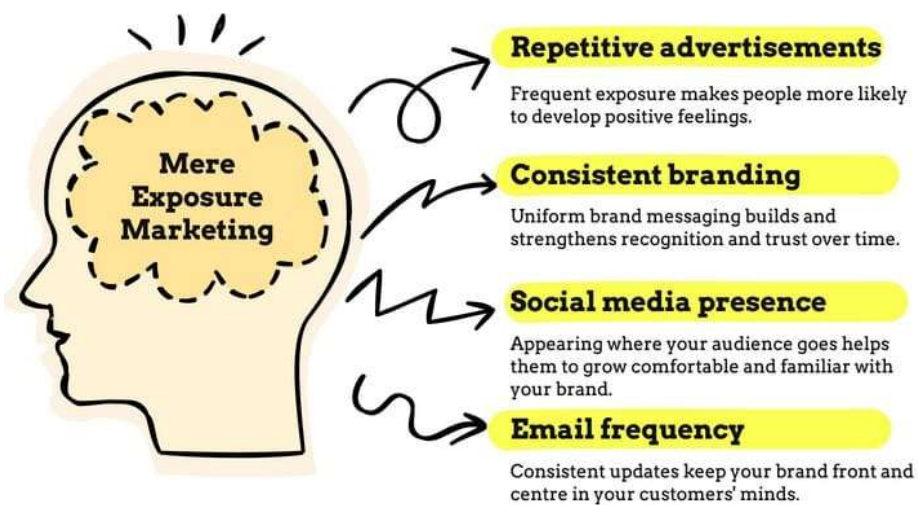 Mere
Exposure
Marketing
Repetitive advertisements
Frequent exposure makes people more likely
to develop positive feelings.
Consistent branding
Uniform brand messaging builds and
strengthens recognition and trust over time.
Social media presence
Appearing where your audience goes helps
them to grow comfortable and familiar with
your brand.
Email frequency
Consistent updates keep your brand front and
centre in your customers' minds.